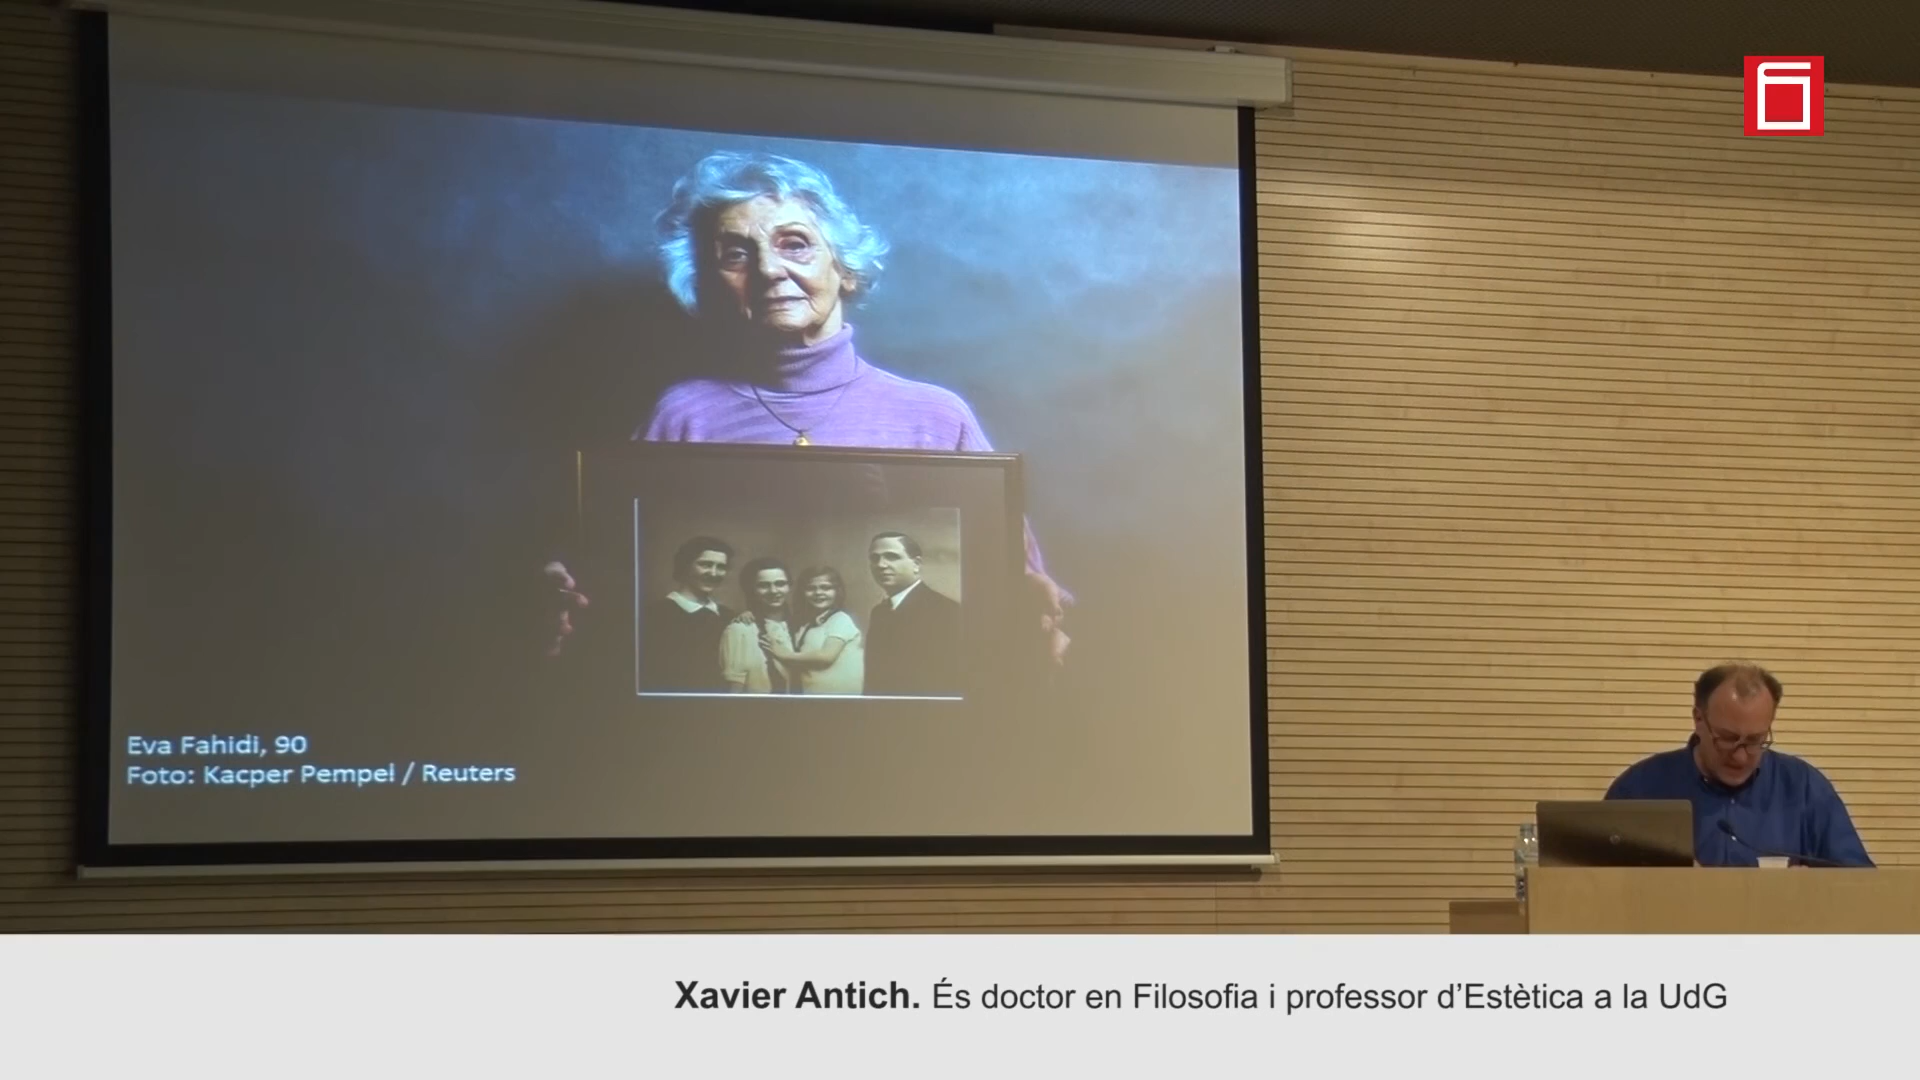 Eva Fahidi, 90
Foto: Kacper Pempel / Reuters
Xavier Antich. És doctor en Filosofia i professor d’Estètica a la UdG